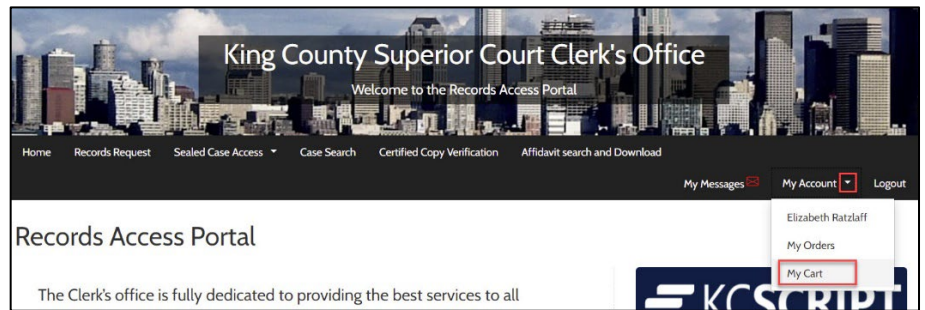 King County Superior Court Clerk's Office
Welcome to the Records Access Portal
Home Records Request Sealed Case Access Case Search Certified Copy Verification Affidavit search and Download
My Messages My Account Logout
Elizabeth Ratzlaff
My Orders
My Cart
Records Access Portal
The Clerk's office is fully dedicated to providing the best services to all
KCSCRIPT